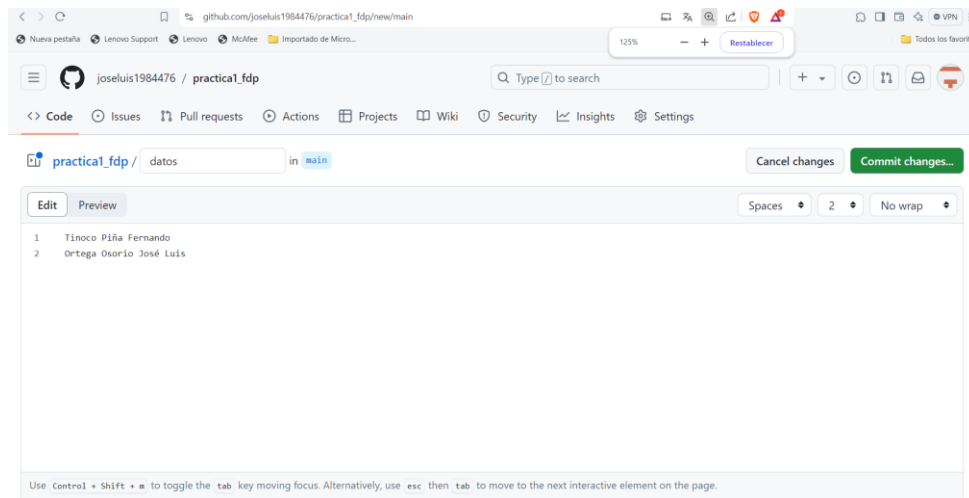 github.com/joseluis1984476/practica1_fdp/new/main
VPN
Nueva pestaña Lenovo Support Lenovo McAfee Importado de Micro...
125% − + Restablecer
Todos los favorit
joseluis1984476 / practica1_fdp
Type / to search
<> Code Issues Pull requests Actions Projects Wiki Security Insights Settings
practica1_fdp / datos in main
Cancel changes Commit changes...
Edit Preview
Spaces 2 No wrap
1 Tinoco Piña Fernando
2 Ortega Osorio José Luis
Use Control + Shift + m to toggle the tab key moving focus. Alternatively, use esc then tab to move to the next interactive element on the page.